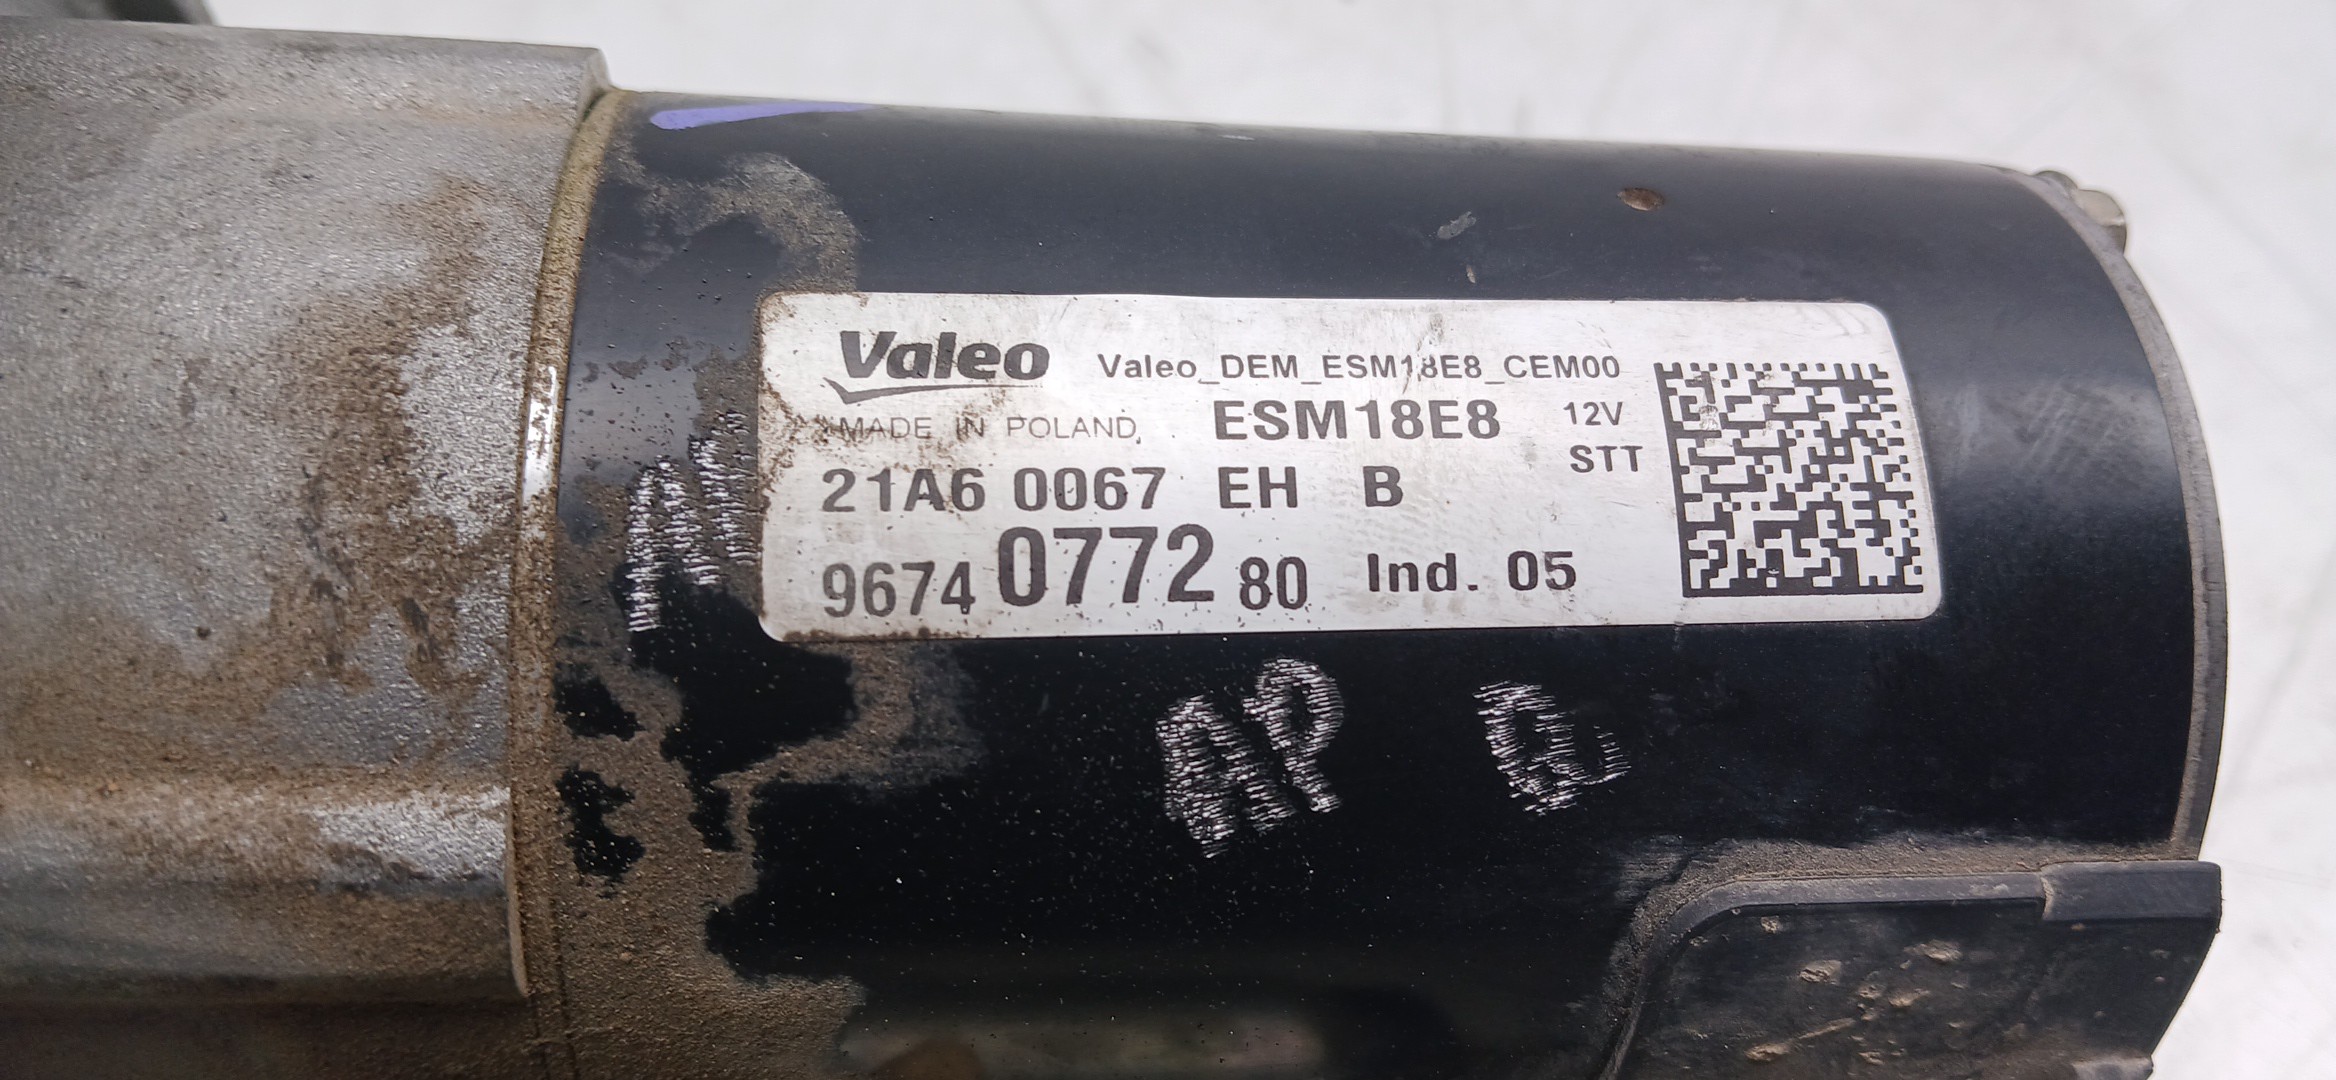 Valeo Valeo_DEM_ESM18E8_CEM00
MADE IN POLAND ESM18E8 12V
STT
21A6 0067 EH B
9674 0772 80 Ind. 05
AP